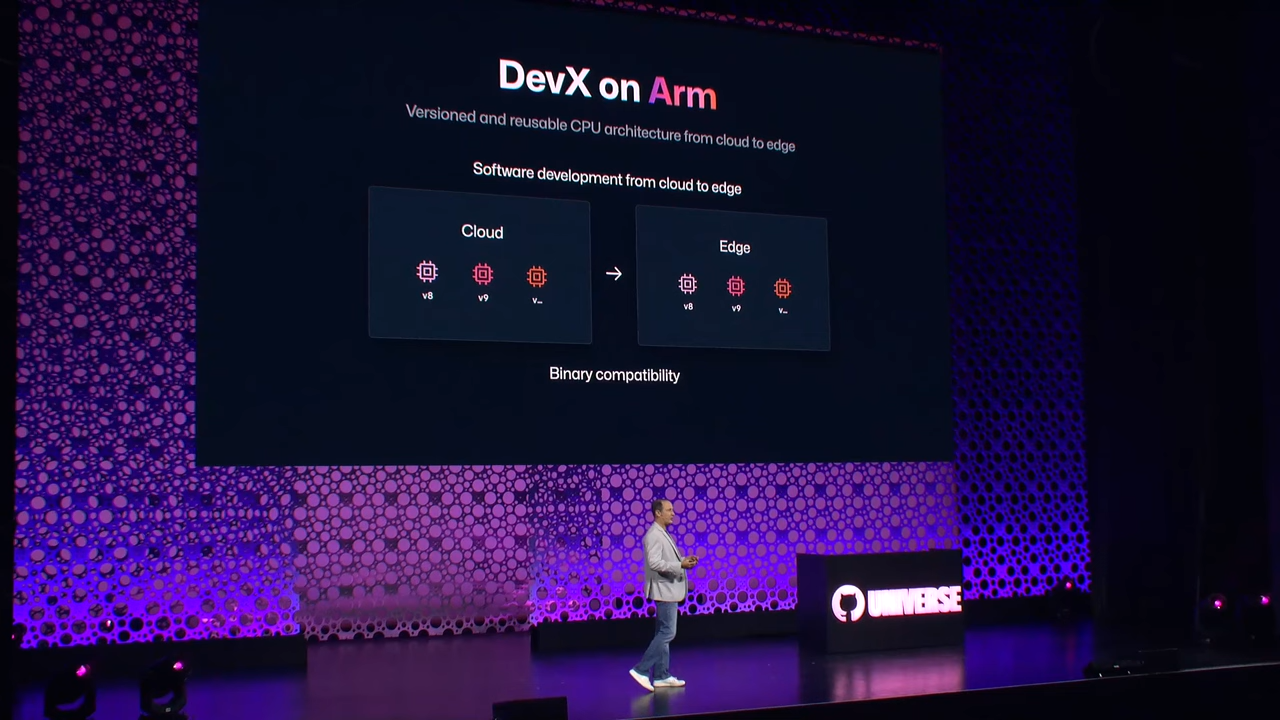 DevX on Arm
Versioned and reusable CPU architecture from cloud to edge
Software development from cloud to edge
Cloud
v8 v9 v...
Edge
v8 v9 v...
Binary compatibility
UNIVERSE